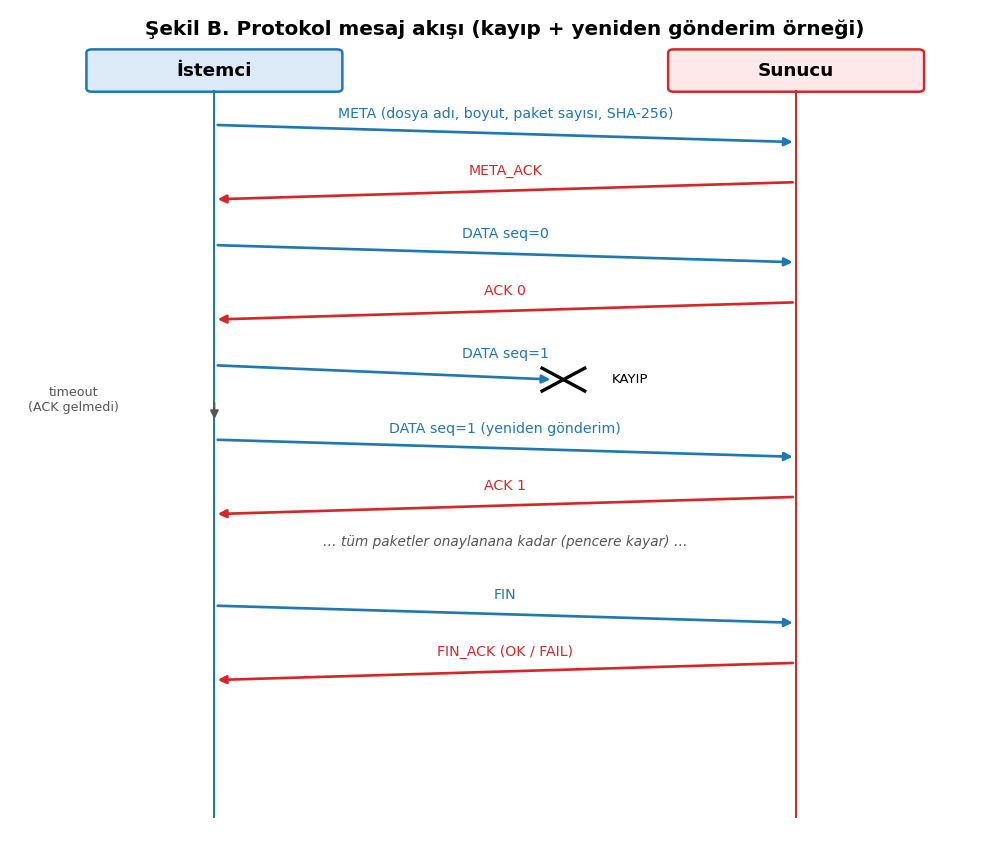 Şekil B. Protokol mesaj akışı (kayıp + yeniden gönderim örneği)
İstemci
Sunucu
META (dosya adı, boyut, paket sayısı, SHA-256)
META_ACK
DATA seq=0
ACK 0
DATA seq=1
KAYIP
timeout
(ACK gelmedi)
DATA seq=1 (yeniden gönderim)
ACK 1
... tüm paketler onaylanana kadar (pencere kayar) ...
FIN
FIN_ACK (OK / FAIL)